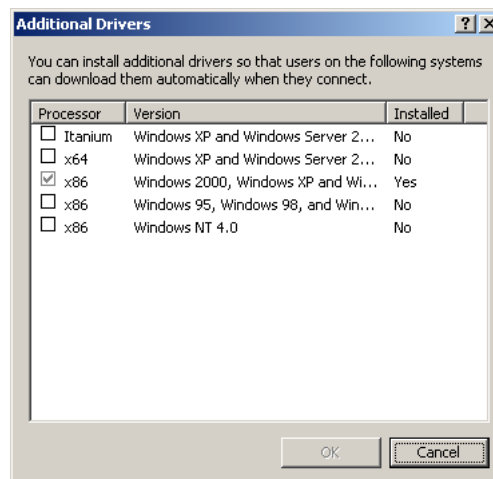 Additional Drivers
You can install additional drivers so that users on the following systems
can download them automatically when they connect.
Processor Version Installed
Itanium Windows XP and Windows Server 2... No
x64 Windows XP and Windows Server 2... No
x86 Windows 2000, Windows XP and Wi... Yes
x86 Windows 95, Windows 98, and Win... No
x86 Windows NT 4.0 No
OK Cancel